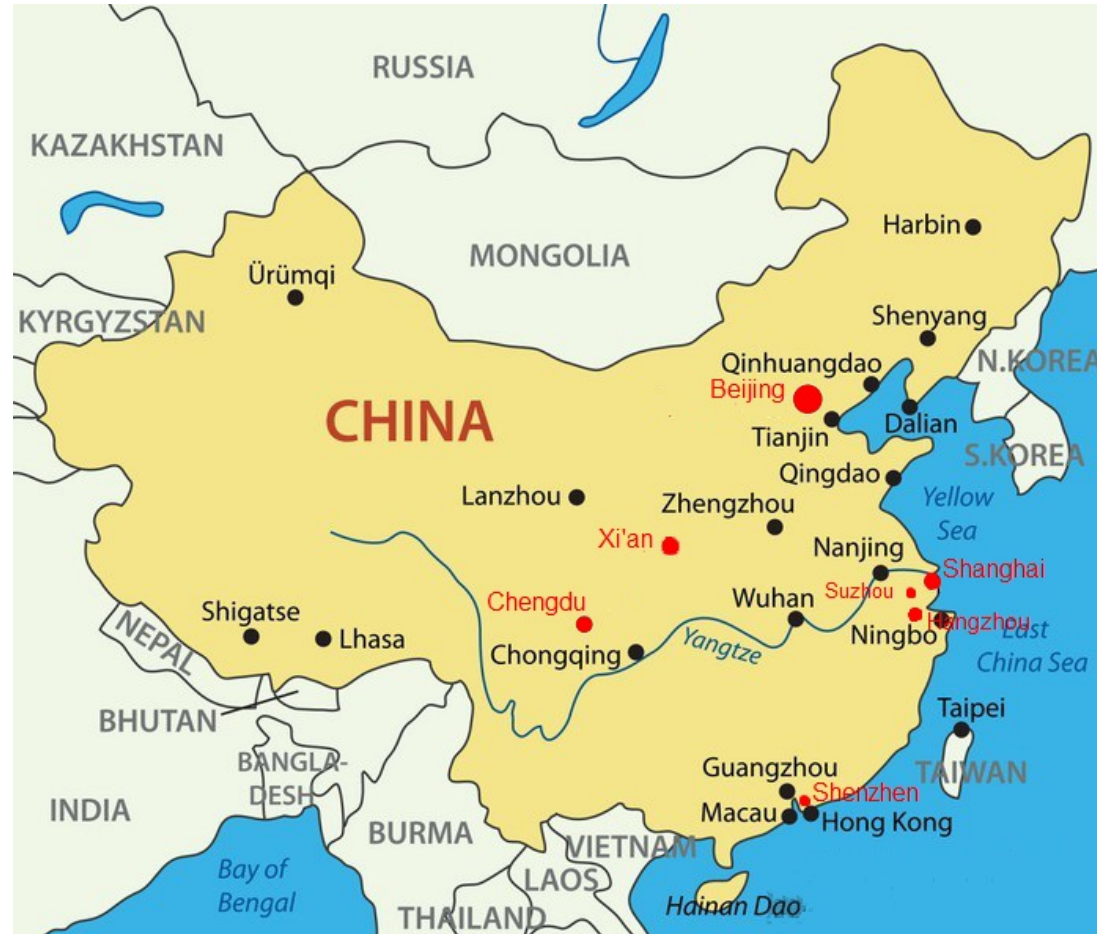 RUSSIA
KAZAKHSTAN
Harbin
MONGOLIA
Ürümqi
KYRGYZSTAN
Shenyang
N.KOREA
Qinhuangdao
Beijing
CHINA
Dalian
Tianjin
S.KOREA
Qingdao
Lanzhou
Zhengzhou
Yellow
Sea
Xi'an
Nanjing
Shanghai
Suzhou
Chengdu
Wuhan
Shigatse
Hangzhou
Ningbo
East
China Sea
NEPAL
Lhasa
Chongqing
Yangtze
BHUTAN
Taipei
BANGLA-
DESH
Guangzhou
TAIWAN
Shenzhen
INDIA
Macau
Hong Kong
BURMA
VIETNAM
Bay of
Bengal
LAOS
Hainan Dao
THAILAND